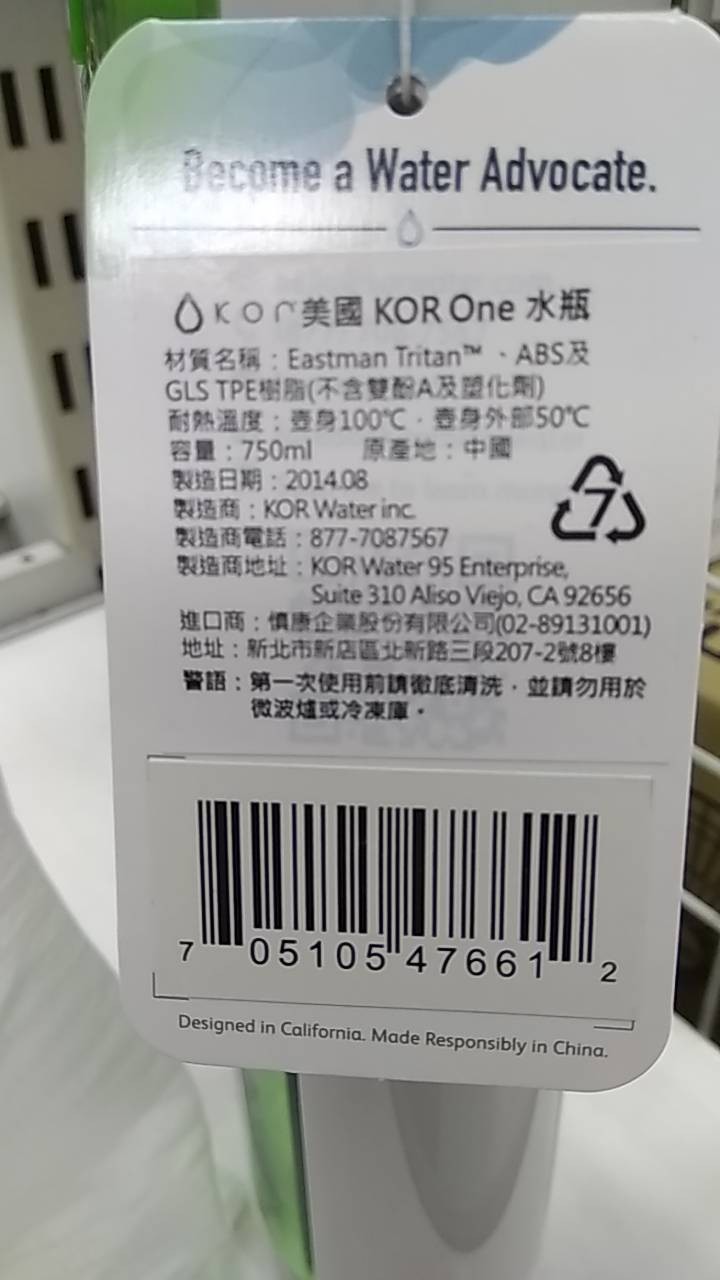 Become a Water Advocate.
KOR美國 KOR One 水瓶
材質名稱：Eastman Tritan™、ABS及
GLS TPE樹脂(不含雙酚A及塑化劑)
耐熱溫度：壺身100℃．壺身外部50℃
容量：750ml 原產地：中國
製造日期：2014.08
製造商：KOR Water inc.
製造商電話：877-7087567
製造商地址：KOR Water 95 Enterprise,
Suite 310 Aliso Viejo, CA 92656
進口商：慎康企業股份有限公司(02-89131001)
地址：新北市新店區北新路三段207-2號8樓
警語：第一次使用前請徹底清洗．並請勿用於
微波爐或冷凍庫。
7
7 05105 47661 2
Designed in California. Made Responsibly in China.